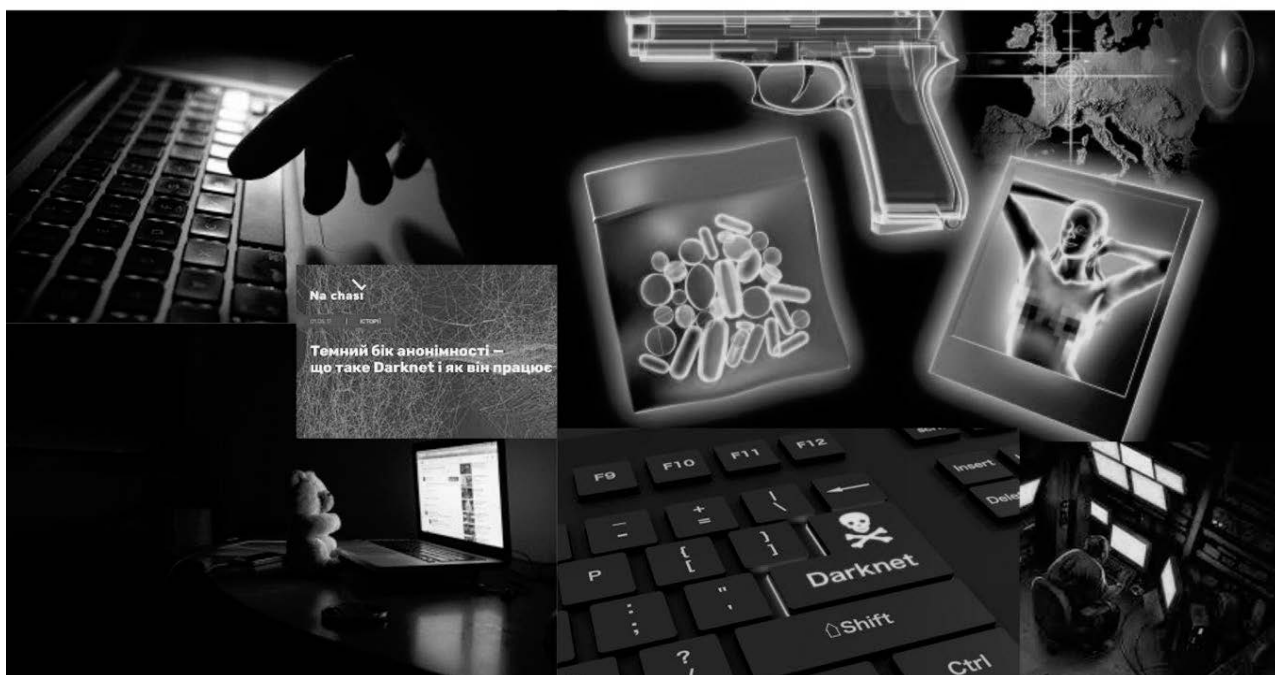 Na chasi
ІСТОРІЇ
Темний бік анонімності —
що таке Darknet і як він працює
F9
F10
F11
F12
Insert
—
–
+
=
|
\
P
{
[
}
]
Darknet
:
;
"
,
Shift
?
/
Ctrl